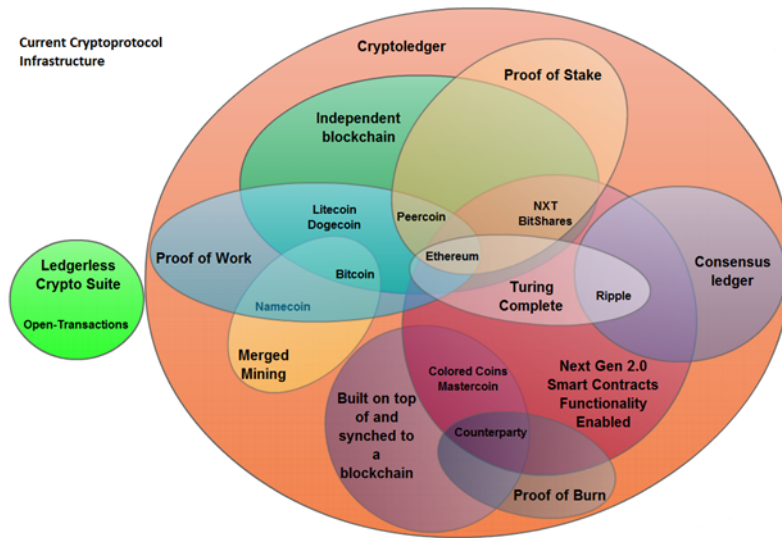 Current Cryptoprotocol
Infrastructure
Cryptoledger
Proof of Stake
Independent
blockchain
Litecoin
Dogecoin
Peercoin
NXT
BitShares
Proof of Work
Ethereum
Consensus
ledger
Ledgerless
Crypto Suite
Open-Transactions
Bitcoin
Turing
Complete
Ripple
Namecoin
Merged
Mining
Next Gen 2.0
Smart Contracts
Functionality
Enabled
Colored Coins
Mastercoin
Built on top
of and
synched to
a
blockchain
Counterparty
Proof of Burn